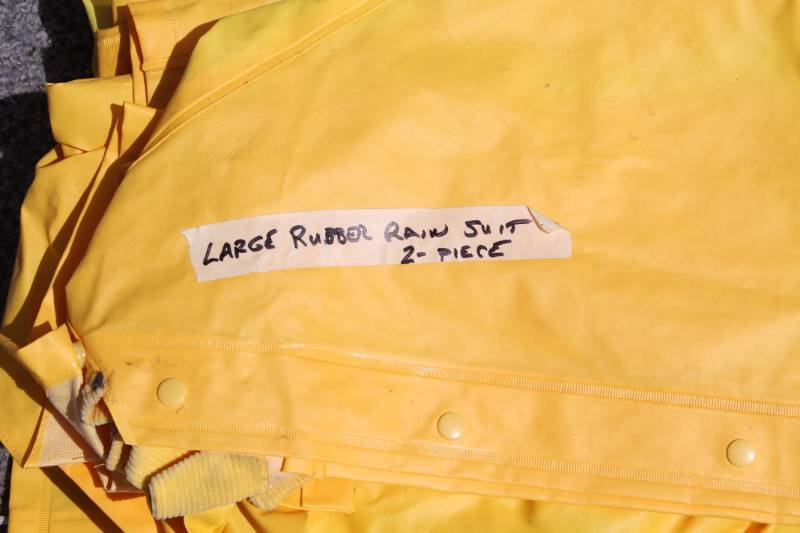 LARGE RUBBER RAIN SUIT
2- PIECE